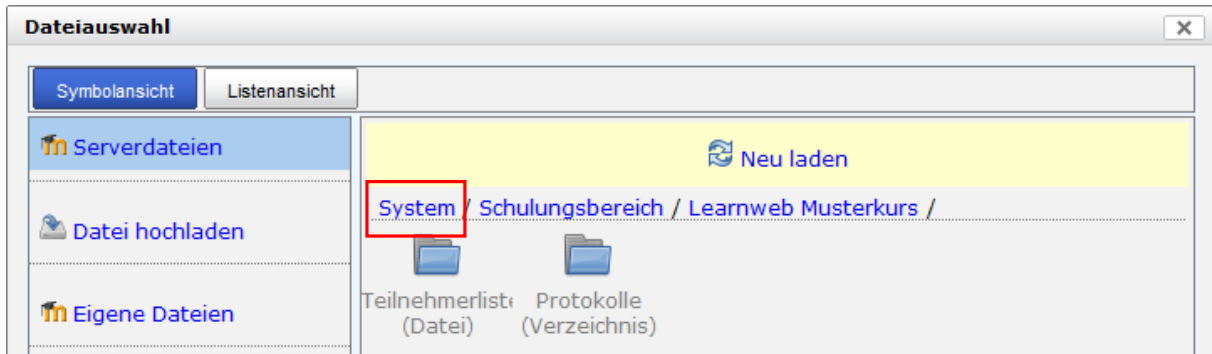 Dateiauswahl
Symbolansicht
Listenansicht
Serverdateien
Datei hochladen
Eigene Dateien
Neu laden
System / Schulungsbereich / Learnweb Musterkurs /
Teilnehmerliste
(Datei)
Protokolle
(Verzeichnis)